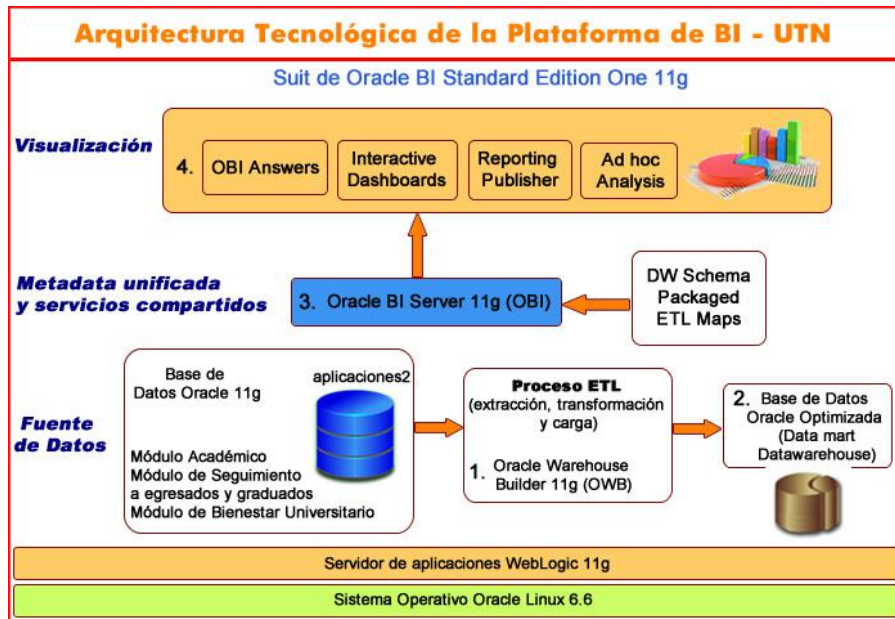 Arquitectura Tecnológica de la Plataforma de BI - UTN
Suit de Oracle BI Standard Edition One 11g
Visualización
4.
OBI Answers
Interactive
Dashboards
Reporting
Publisher
Ad hoc
Analysis
Metadata unificada
y servicios compartidos
3. Oracle BI Server 11g (OBI)
DW Schema
Packaged
ETL Maps
Fuente
de Datos
Base de
Datos Oracle 11g
aplicaciones2
Módulo Académico
Módulo de Seguimiento
a egresados y graduados
Módulo de Bienestar Universitario
Proceso ETL
(extracción, transformación
y carga)
1. Oracle Warehouse
Builder 11g (OWB)
2. Base de Datos
Oracle Optimizada
(Data mart
Datawarehouse)
Servidor de aplicaciones WebLogic 11g
Sistema Operativo Oracle Linux 6.6